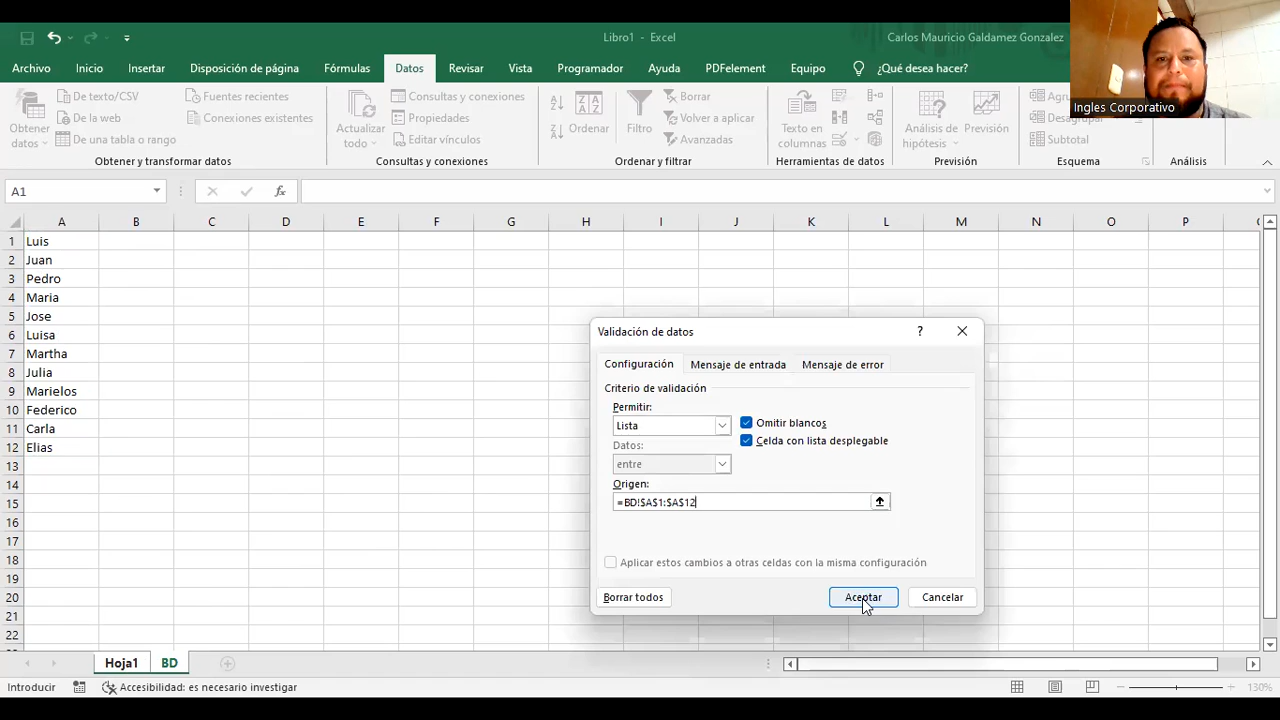 Libro1 - Excel
Carlos Mauricio Galdamez Gonzalez
Ingles Corporativo
Archivo Inicio Insertar Disposición de página Fórmulas Datos Revisar Vista Programador Ayuda PDFelement Equipo ¿Qué desea hacer?
Obtener datos
De texto/CSV
De la web
De una tabla o rango
Fuentes recientes
Conexiones existentes
Obtener y transformar datos
Actualizar todo
Consultas y conexiones
Propiedades
Editar vínculos
Consultas y conexiones
Ordenar
Filtro
Borrar
Volver a aplicar
Avanzadas
Ordenar y filtrar
Texto en columnas
Herramientas de datos
Análisis de hipótesis
Previsión
Previsión
Agru
Desagrupar
Subtotal
Esquema
Análisis
A1
fx
A B C D E F G H I J K L M N O P
1 Luis
2 Juan
3 Pedro
4 Maria
5 Jose
6 Luisa
7 Martha
8 Julia
9 Marielos
10 Federico
11 Carla
12 Elias
13
14
15
16
17
18
19
20
21
22
Validación de datos
?
Configuración Mensaje de entrada Mensaje de error
Criterio de validación
Permitir:
Lista
Omitir blancos
Celda con lista desplegable
Datos:
entre
Origen:
=BD!$A$1:$A$12
Aplicar estos cambios a otras celdas con la misma configuración
Borrar todos Aceptar Cancelar
Hoja1 BD
Introducir
Accesibilidad: es necesario investigar
130%